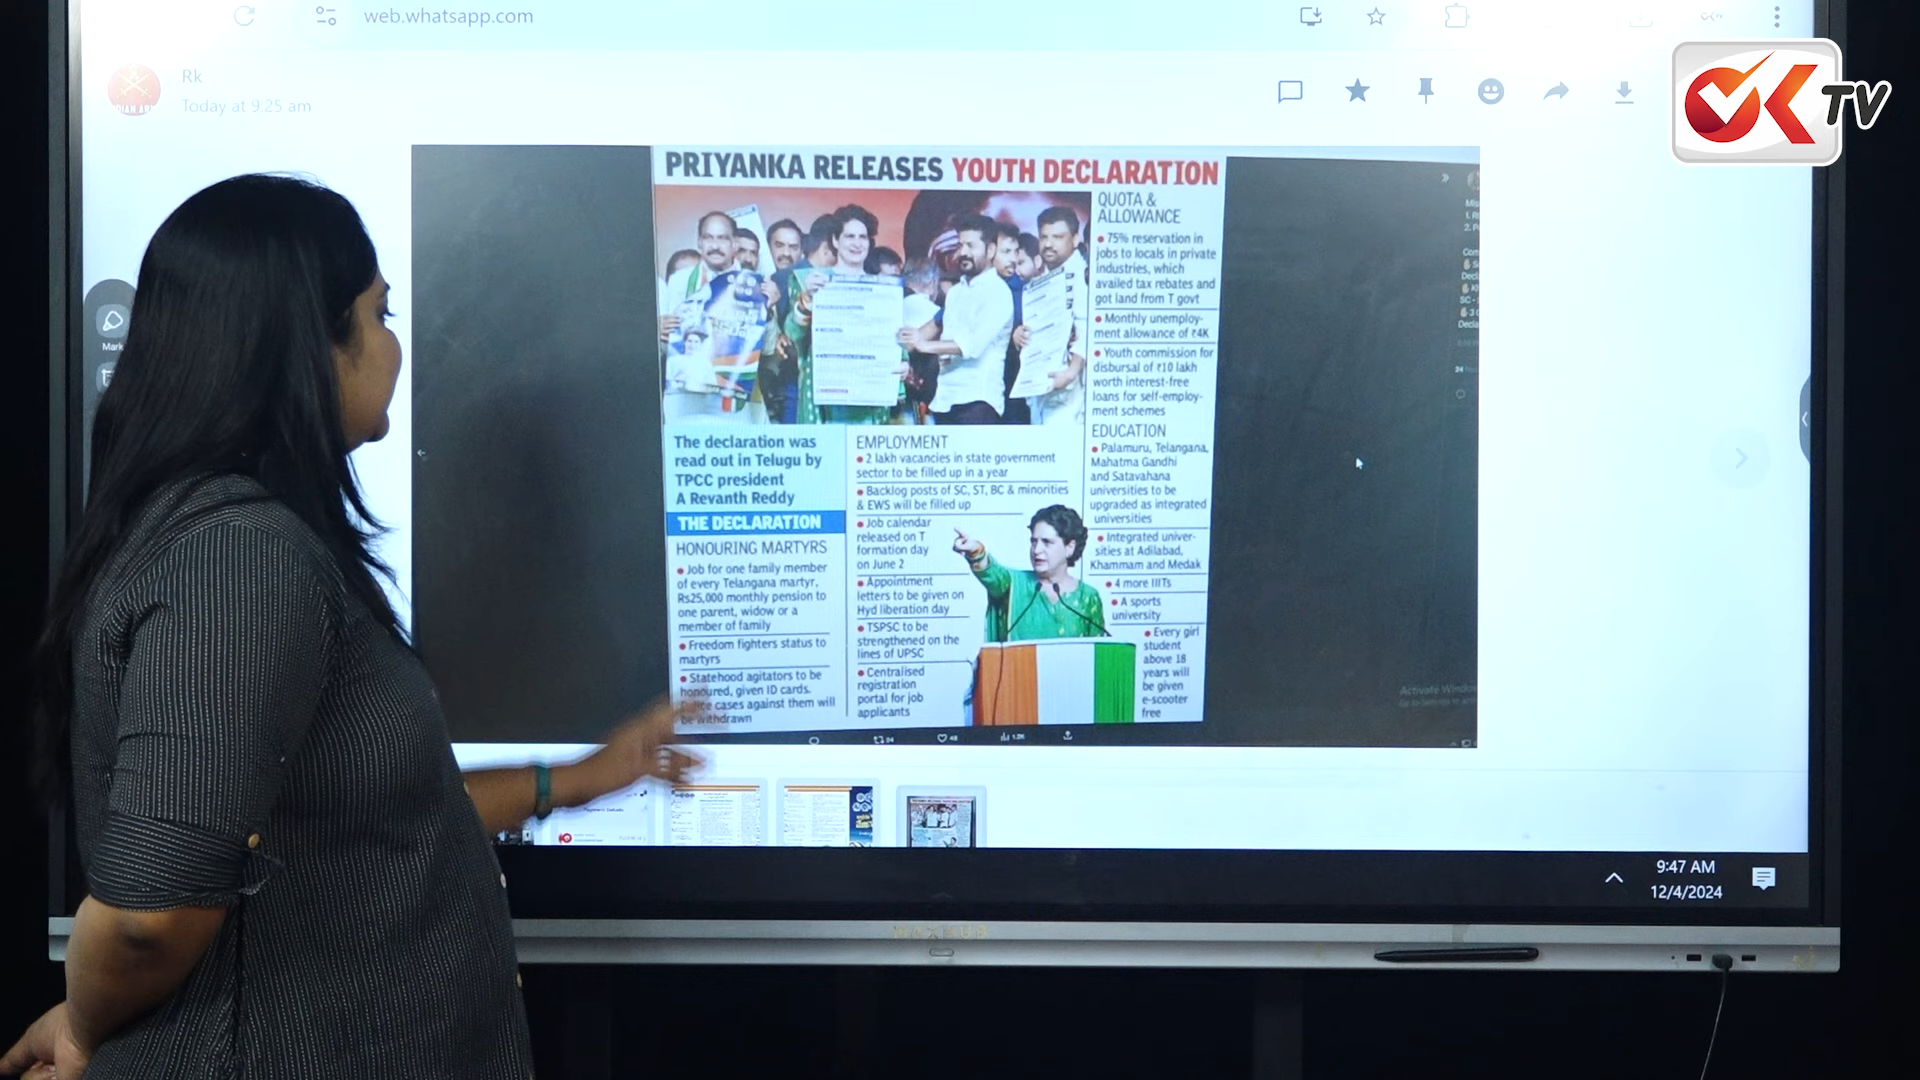 web.whatsapp.com
Rk
Today at 9.25 am
OK TV
PRIYANKA RELEASES YOUTH DECLARATION
QUOTA &
ALLOWANCE
• 75% reservation in
jobs to locals in private
industries, which
availed tax rebates and
got land from T govt
• Monthly unemploy-
ment allowance of ₹4K
• Youth commission for
disbursal of ₹10 lakh
worth interest-free
loans for self-employ-
ment schemes
EDUCATION
• Palamuru, Telangana,
Mahatma Gandhi
and Satavahana
universities to be
upgraded as integrated
universities
• Integrated univer-
sities at Adilabad,
Khammam and Medak
• 4 more IIITs
• A sports
university
• Every girl
student
above 18
years will
be given
e-scooter
free
The declaration was
read out in Telugu by
TPCC president
A Revanth Reddy
THE DECLARATION
HONOURING MARTYRS
• Job for one family member
of every Telangana martyr,
Rs25,000 monthly pension to
one parent, widow or a
member of family
• Freedom fighters status to
martyrs
• Statehood agitators to be
honoured, given ID cards.
Police cases against them will
be withdrawn
EMPLOYMENT
• 2 lakh vacancies in state government
sector to be filled up in a year
• Backlog posts of SC, ST, BC & minorities
& EWS will be filled up
• Job calendar
released on T
formation day
on June 2
• Appointment
letters to be given on
Hyd liberation day
• TSPSC to be
strengthened on the
lines of UPSC
• Centralised
registration
portal for job
applicants
Mark
Activate Window
9:47 AM
12/4/2024
MAXHUB